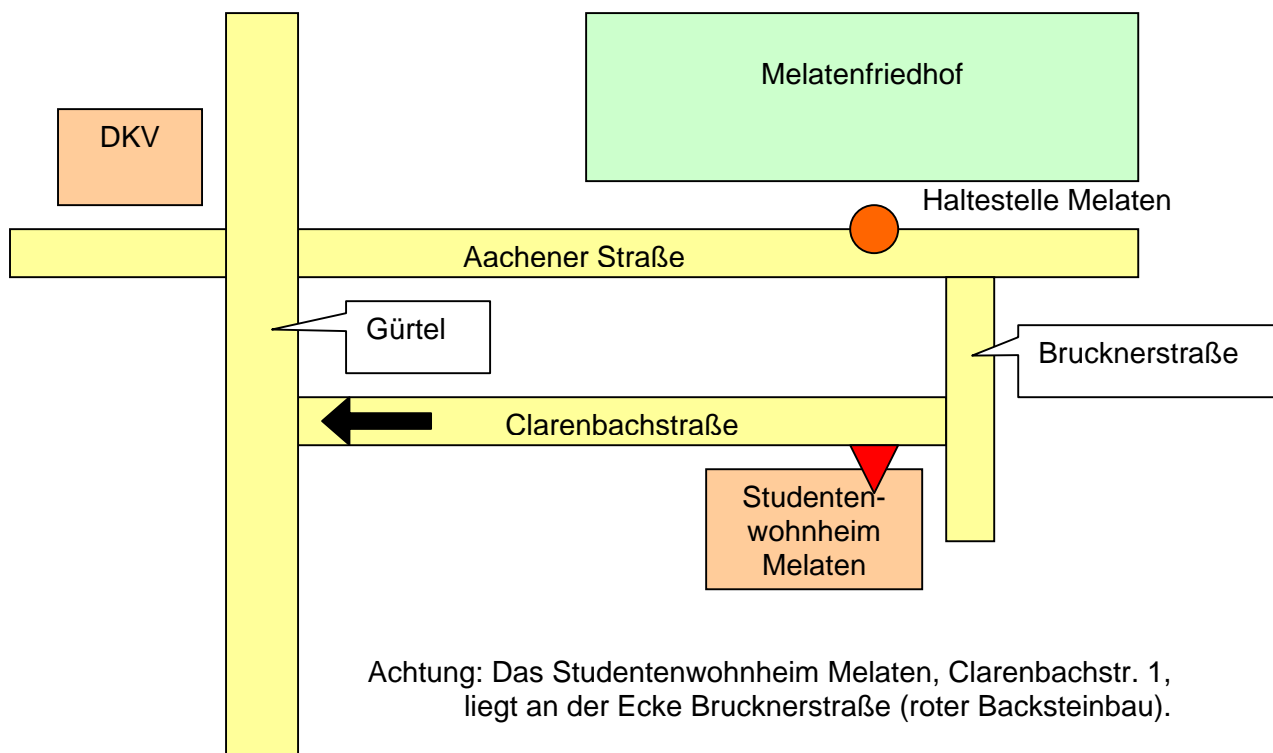 Melatenfriedhof
DKV
Haltestelle Melaten
Aachener Straße
Gürtel
Brucknerstraße
Clarenbachstraße
Studenten-
wohnheim
Melaten
Achtung: Das Studentenwohnheim Melaten, Clarenbachstr. 1,
liegt an der Ecke Brucknerstraße (roter Backsteinbau).